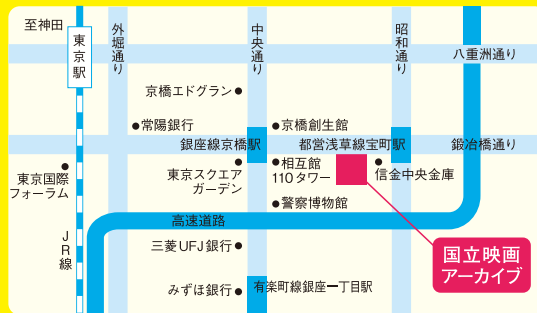 至神田
東京駅
外堀通り
中央通り
昭和通り
八重洲通り
京橋エドグラン
常陽銀行
京橋創生館
銀座線京橋駅
都営浅草線宝町駅
鍛冶橋通り
東京国際
フォーラム
東京スクエア
ガーデン
相互館
110タワー
信金中央金庫
警察博物館
高速道路
JR線
三菱UFJ銀行
国立映画
アーカイブ
みずほ銀行
有楽町線銀座一丁目駅